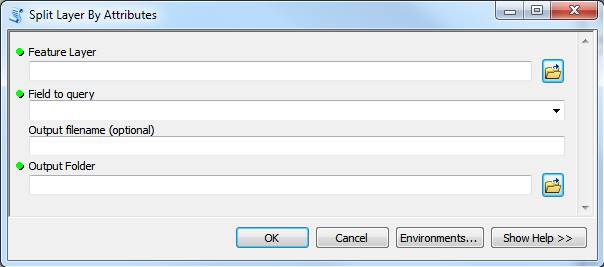 Split Layer By Attributes
Feature Layer
Field to query
Output filename (optional)
Output Folder
OK Cancel Environments... Show Help >>